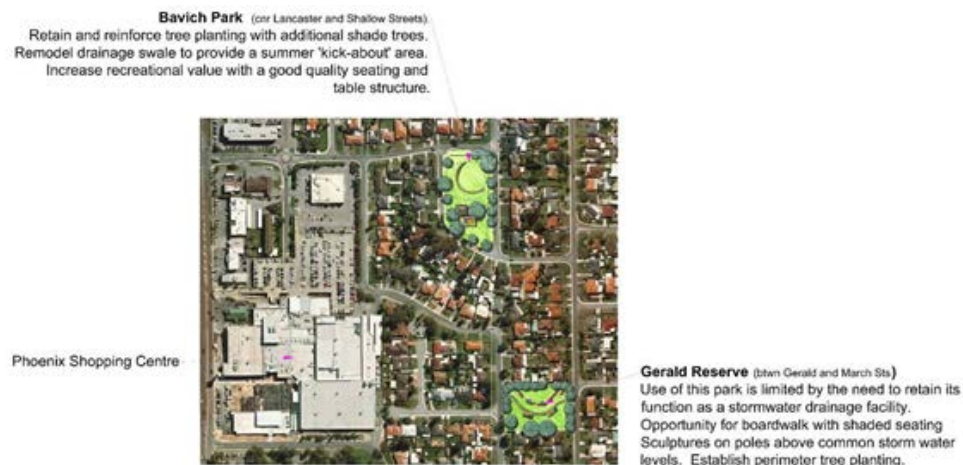 Bavich Park (cnr Lancaster and Shallow Streets)
Retain and reinforce tree planting with additional shade trees.
Remodel drainage swale to provide a summer 'kick-about' area.
Increase recreational value with a good quality seating and
table structure.
Phoenix Shopping Centre
Gerald Reserve (btwn Gerald and March Sts)
Use of this park is limited by the need to retain its
function as a stormwater drainage facility.
Opportunity for boardwalk with shaded seating
Sculptures on poles above common storm water
levels. Establish perimeter tree planting.